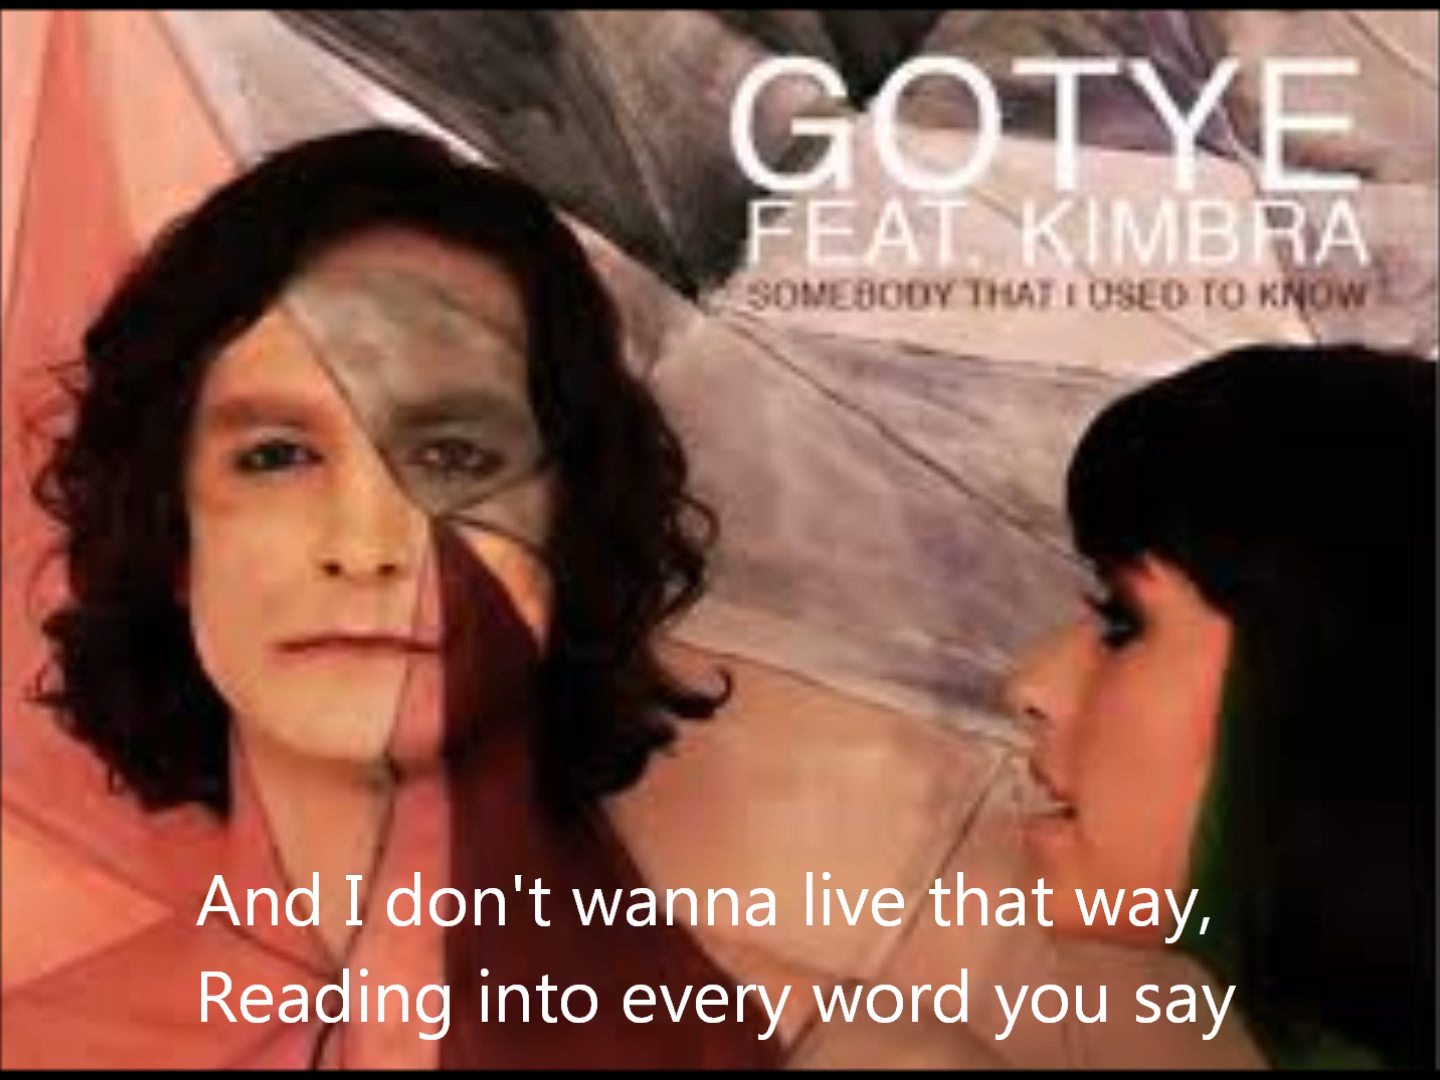 GOTYE
FEAT. KIMBRA
SOMEBODY THAT I USED TO KNOW
And I don't wanna live that way,
Reading into every word you say